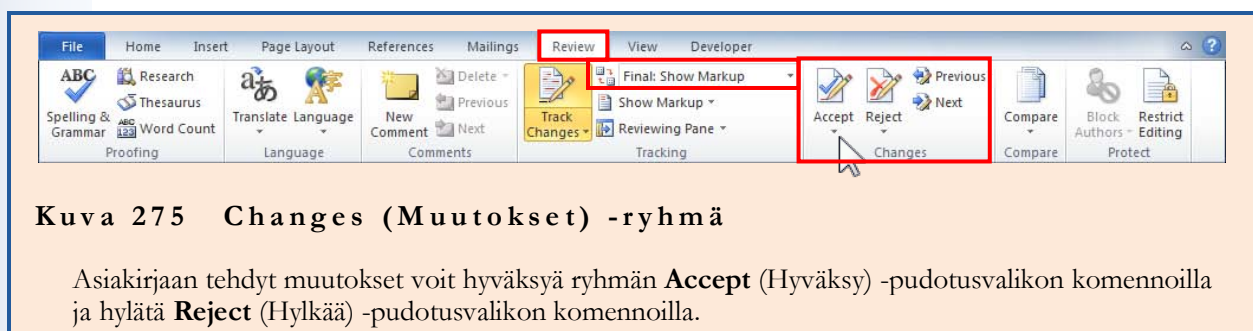 File Home Insert Page Layout References Mailings Review View Developer
ABC Research Delete Final: Show Markup Previous
Thesaurus Previous Show Markup Next
Spelling & Grammar ABC 123 Word Count Translate Language New Comment Next Track Changes Reviewing Pane Accept Reject Compare Block Authors Restrict Editing
Proofing Language Comments Tracking Changes Compare Protect
Kuva 275 Changes (Muutokset) -ryhmä
Asiakirjaan tehdyt muutokset voit hyväksyä ryhmän Accept (Hyväksy) -pudotusvalikon komennoilla
ja hylätä Reject (Hylkää) -pudotusvalikon komennoilla.